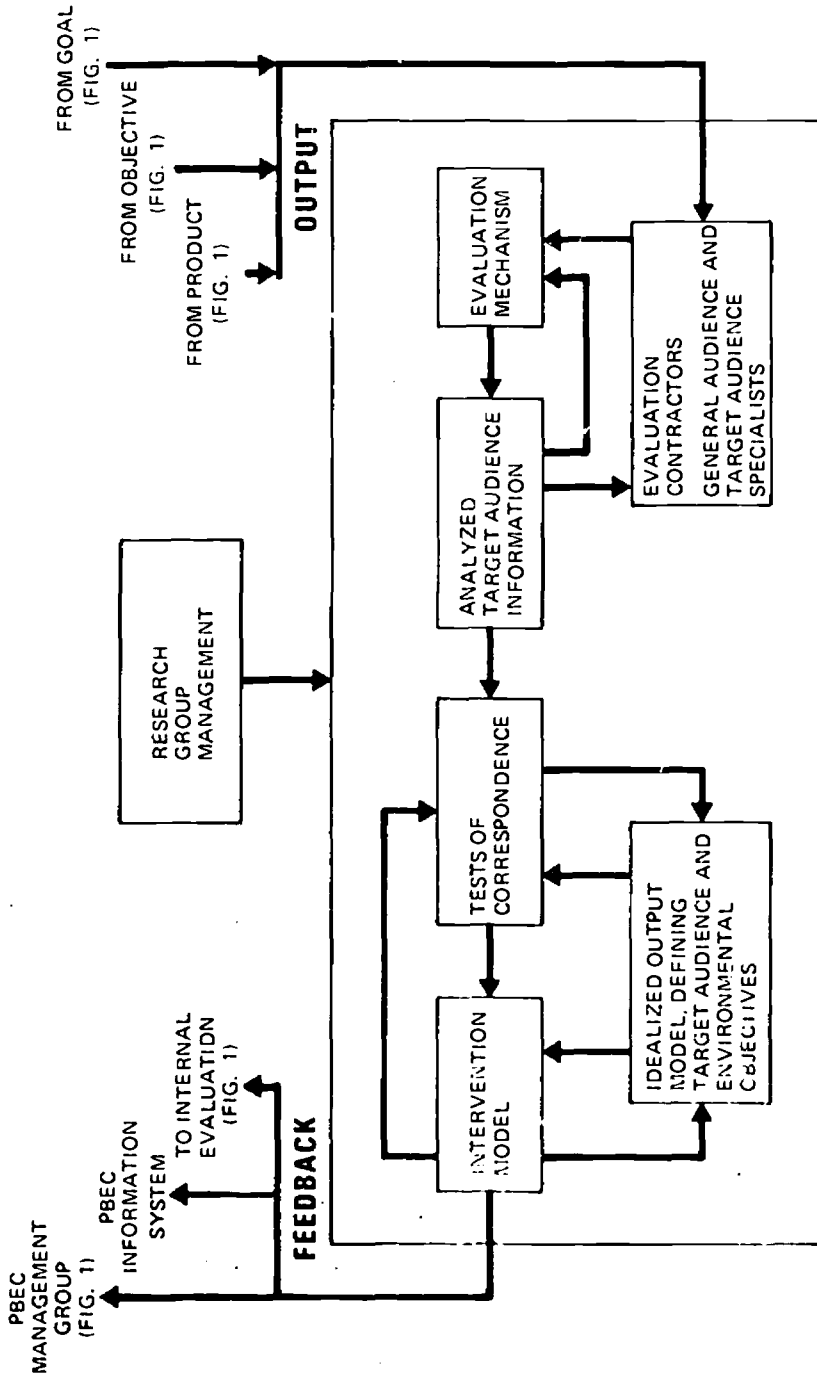 PBEC
MANAGEMENT
GROUP
(FIG. 1)
PBEC
INFORMATION
SYSTEM
TO INTERNAL
EVALUATION
(FIG. 1)
FEEDBACK
RESEARCH
GROUP
MANAGEMENT
FROM GOAL
(FIG. 1)
FROM OBJECTIVE
(FIG. 1)
FROM PRODUCT
(FIG. 1)
OUTPUT
INTERVENTION
MODEL
TESTS OF
CORRESPONDENCE
ANALYZED
TARGET AUDIENCE
INFORMATION
EVALUATION
MECHANISM
IDEALIZED OUTPUT
MODEL, DEFINING
TARGET AUDIENCE AND
ENVIRONMENTAL
OBJECTIVES
EVALUATION
CONTRACTORS
GENERAL AUDIENCE AND
TARGET AUDIENCE
SPECIALISTS